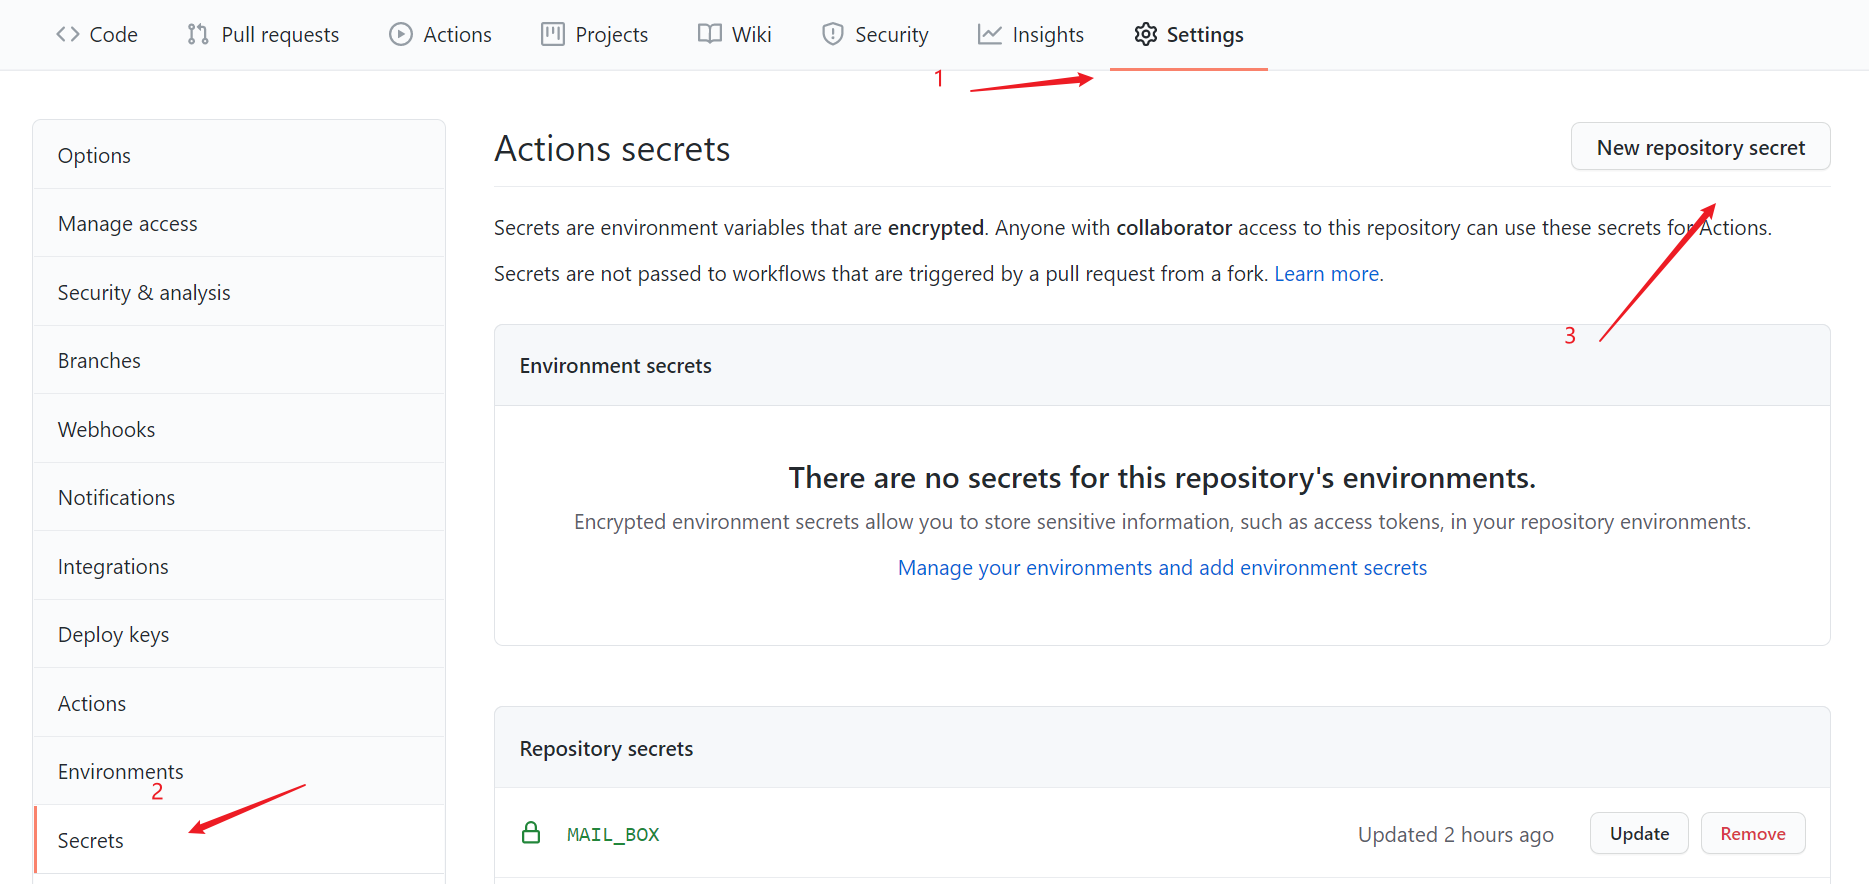 Code Pull requests Actions Projects Wiki Security Insights Settings
1
Options
Manage access
Security & analysis
Branches
Webhooks
Notifications
Integrations
Deploy keys
Actions
Environments
2
Secrets
Actions secrets
New repository secret
Secrets are environment variables that are encrypted. Anyone with collaborator access to this repository can use these secrets for Actions.
Secrets are not passed to workflows that are triggered by a pull request from a fork. Learn more.
3
Environment secrets
There are no secrets for this repository's environments.
Encrypted environment secrets allow you to store sensitive information, such as access tokens, in your repository environments.
Manage your environments and add environment secrets
Repository secrets
MAIL_BOX Updated 2 hours ago Update Remove